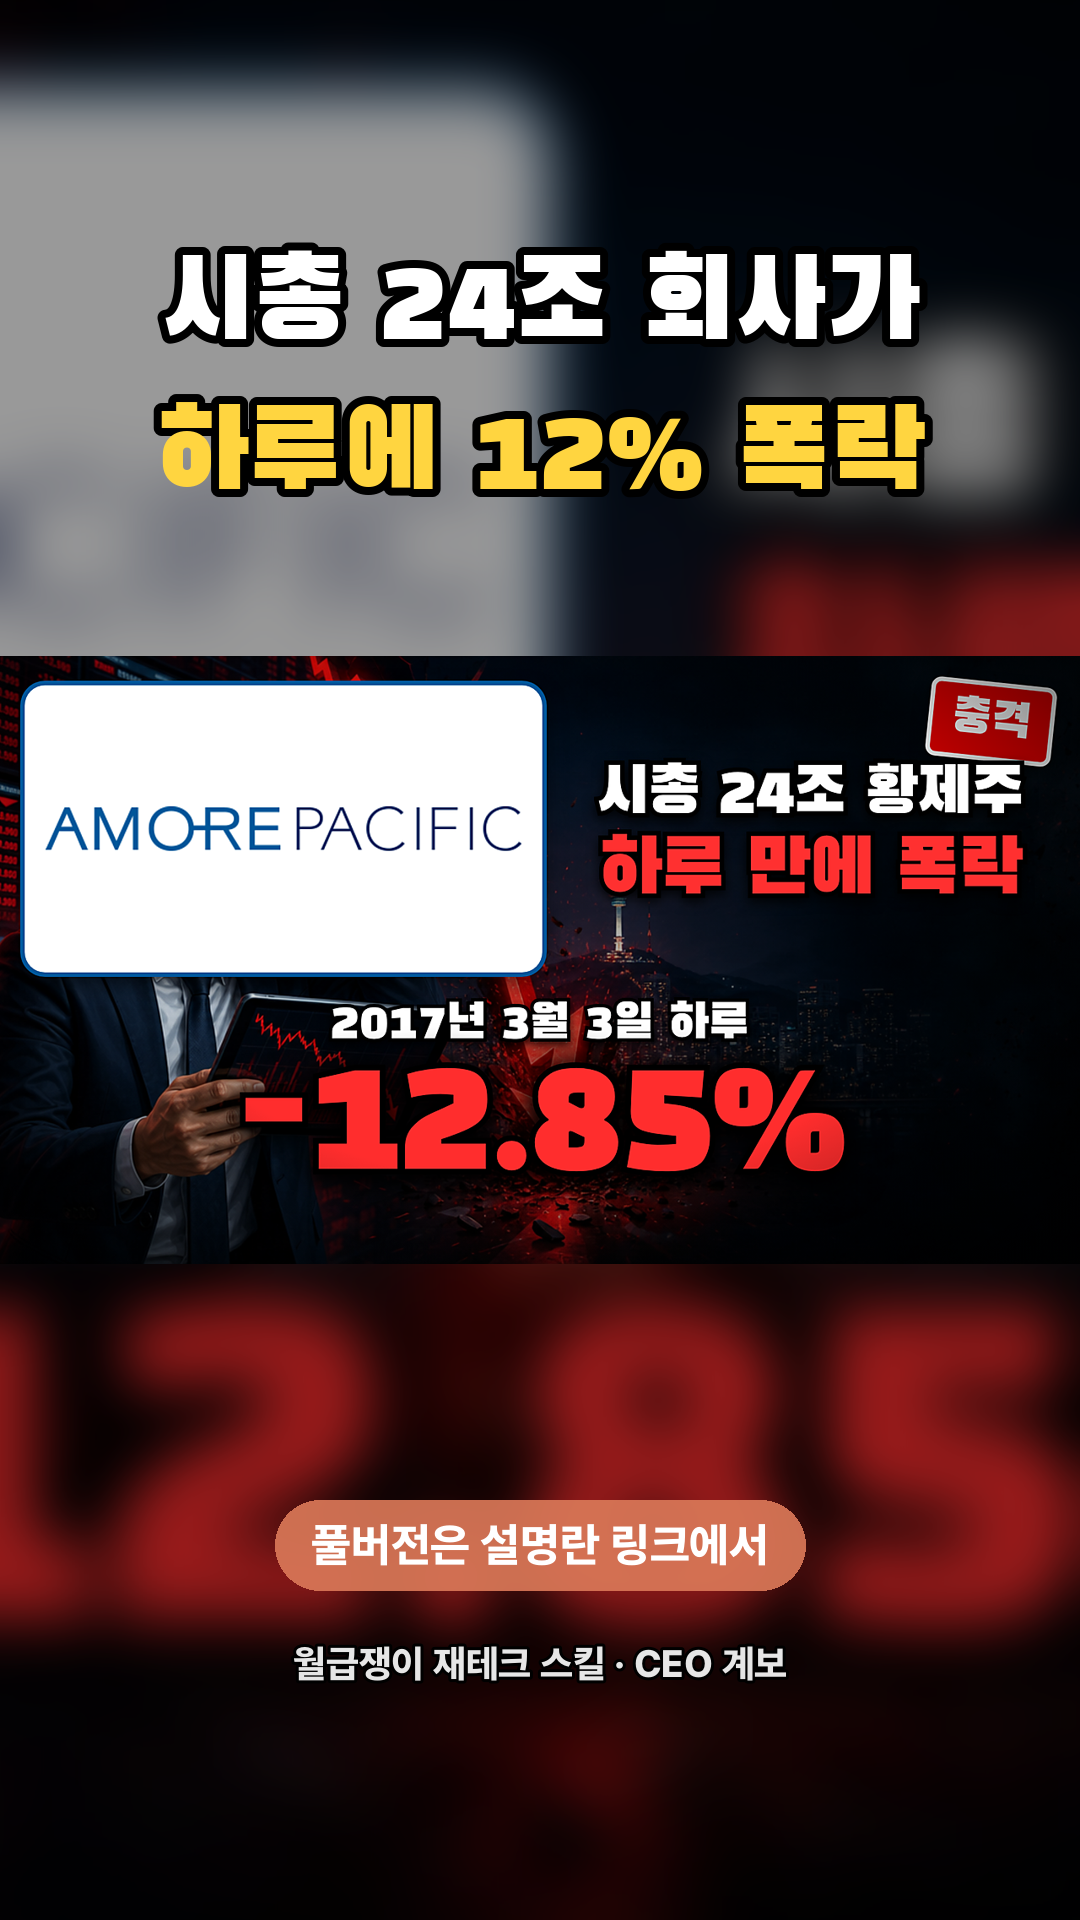 시총 24조 회사가
하루에 12% 폭락
충격
AMOREPACIFIC
시총 24조 황제주
하루 만에 폭락
2017년 3월 3일 하루
-12.85%
풀버전은 설명란 링크에서
월급쟁이 재테크 스킬 · CEO 계보